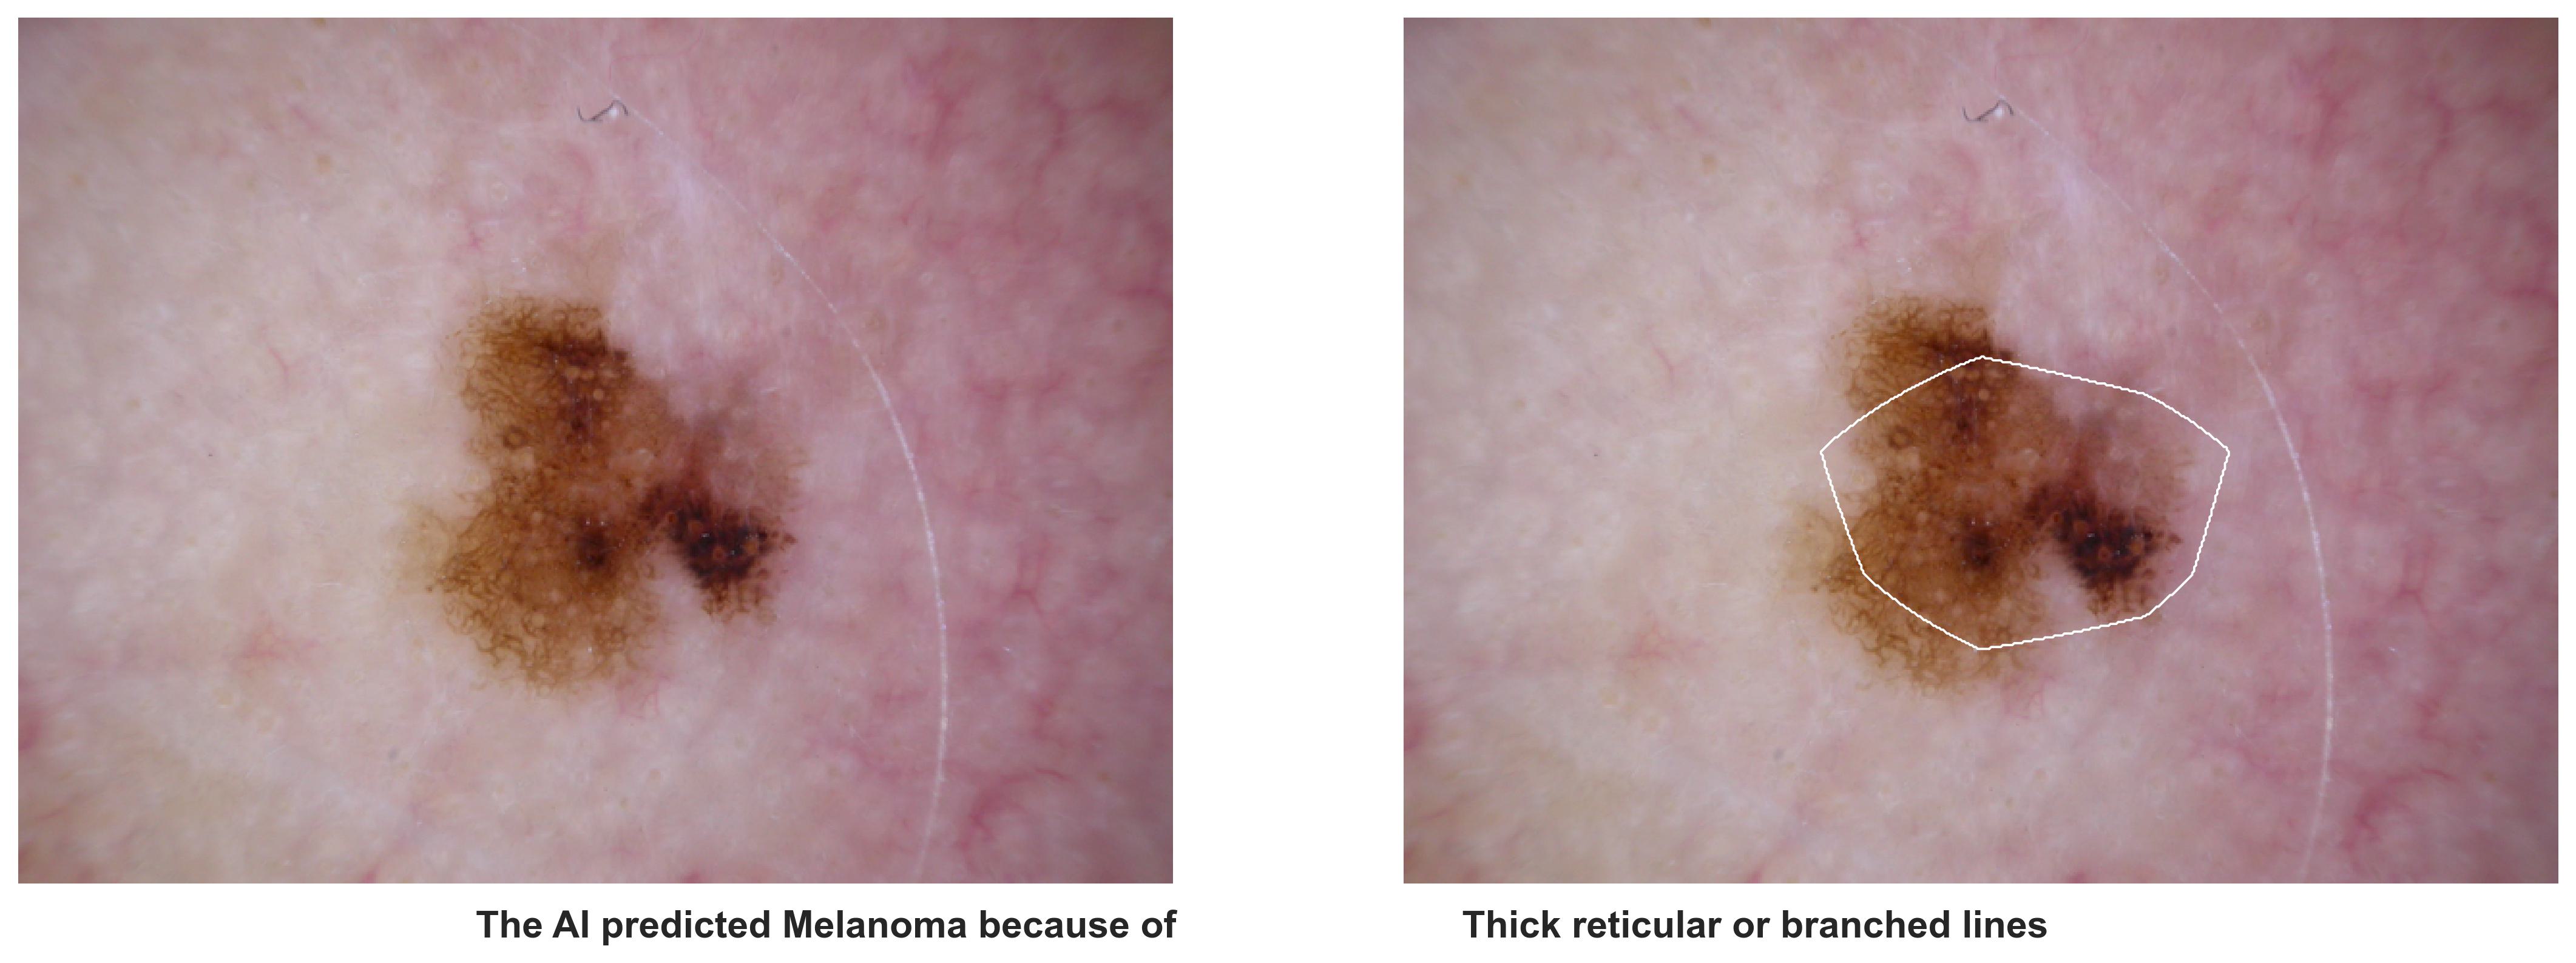 The AI predicted Melanoma because of
Thick reticular or branched lines